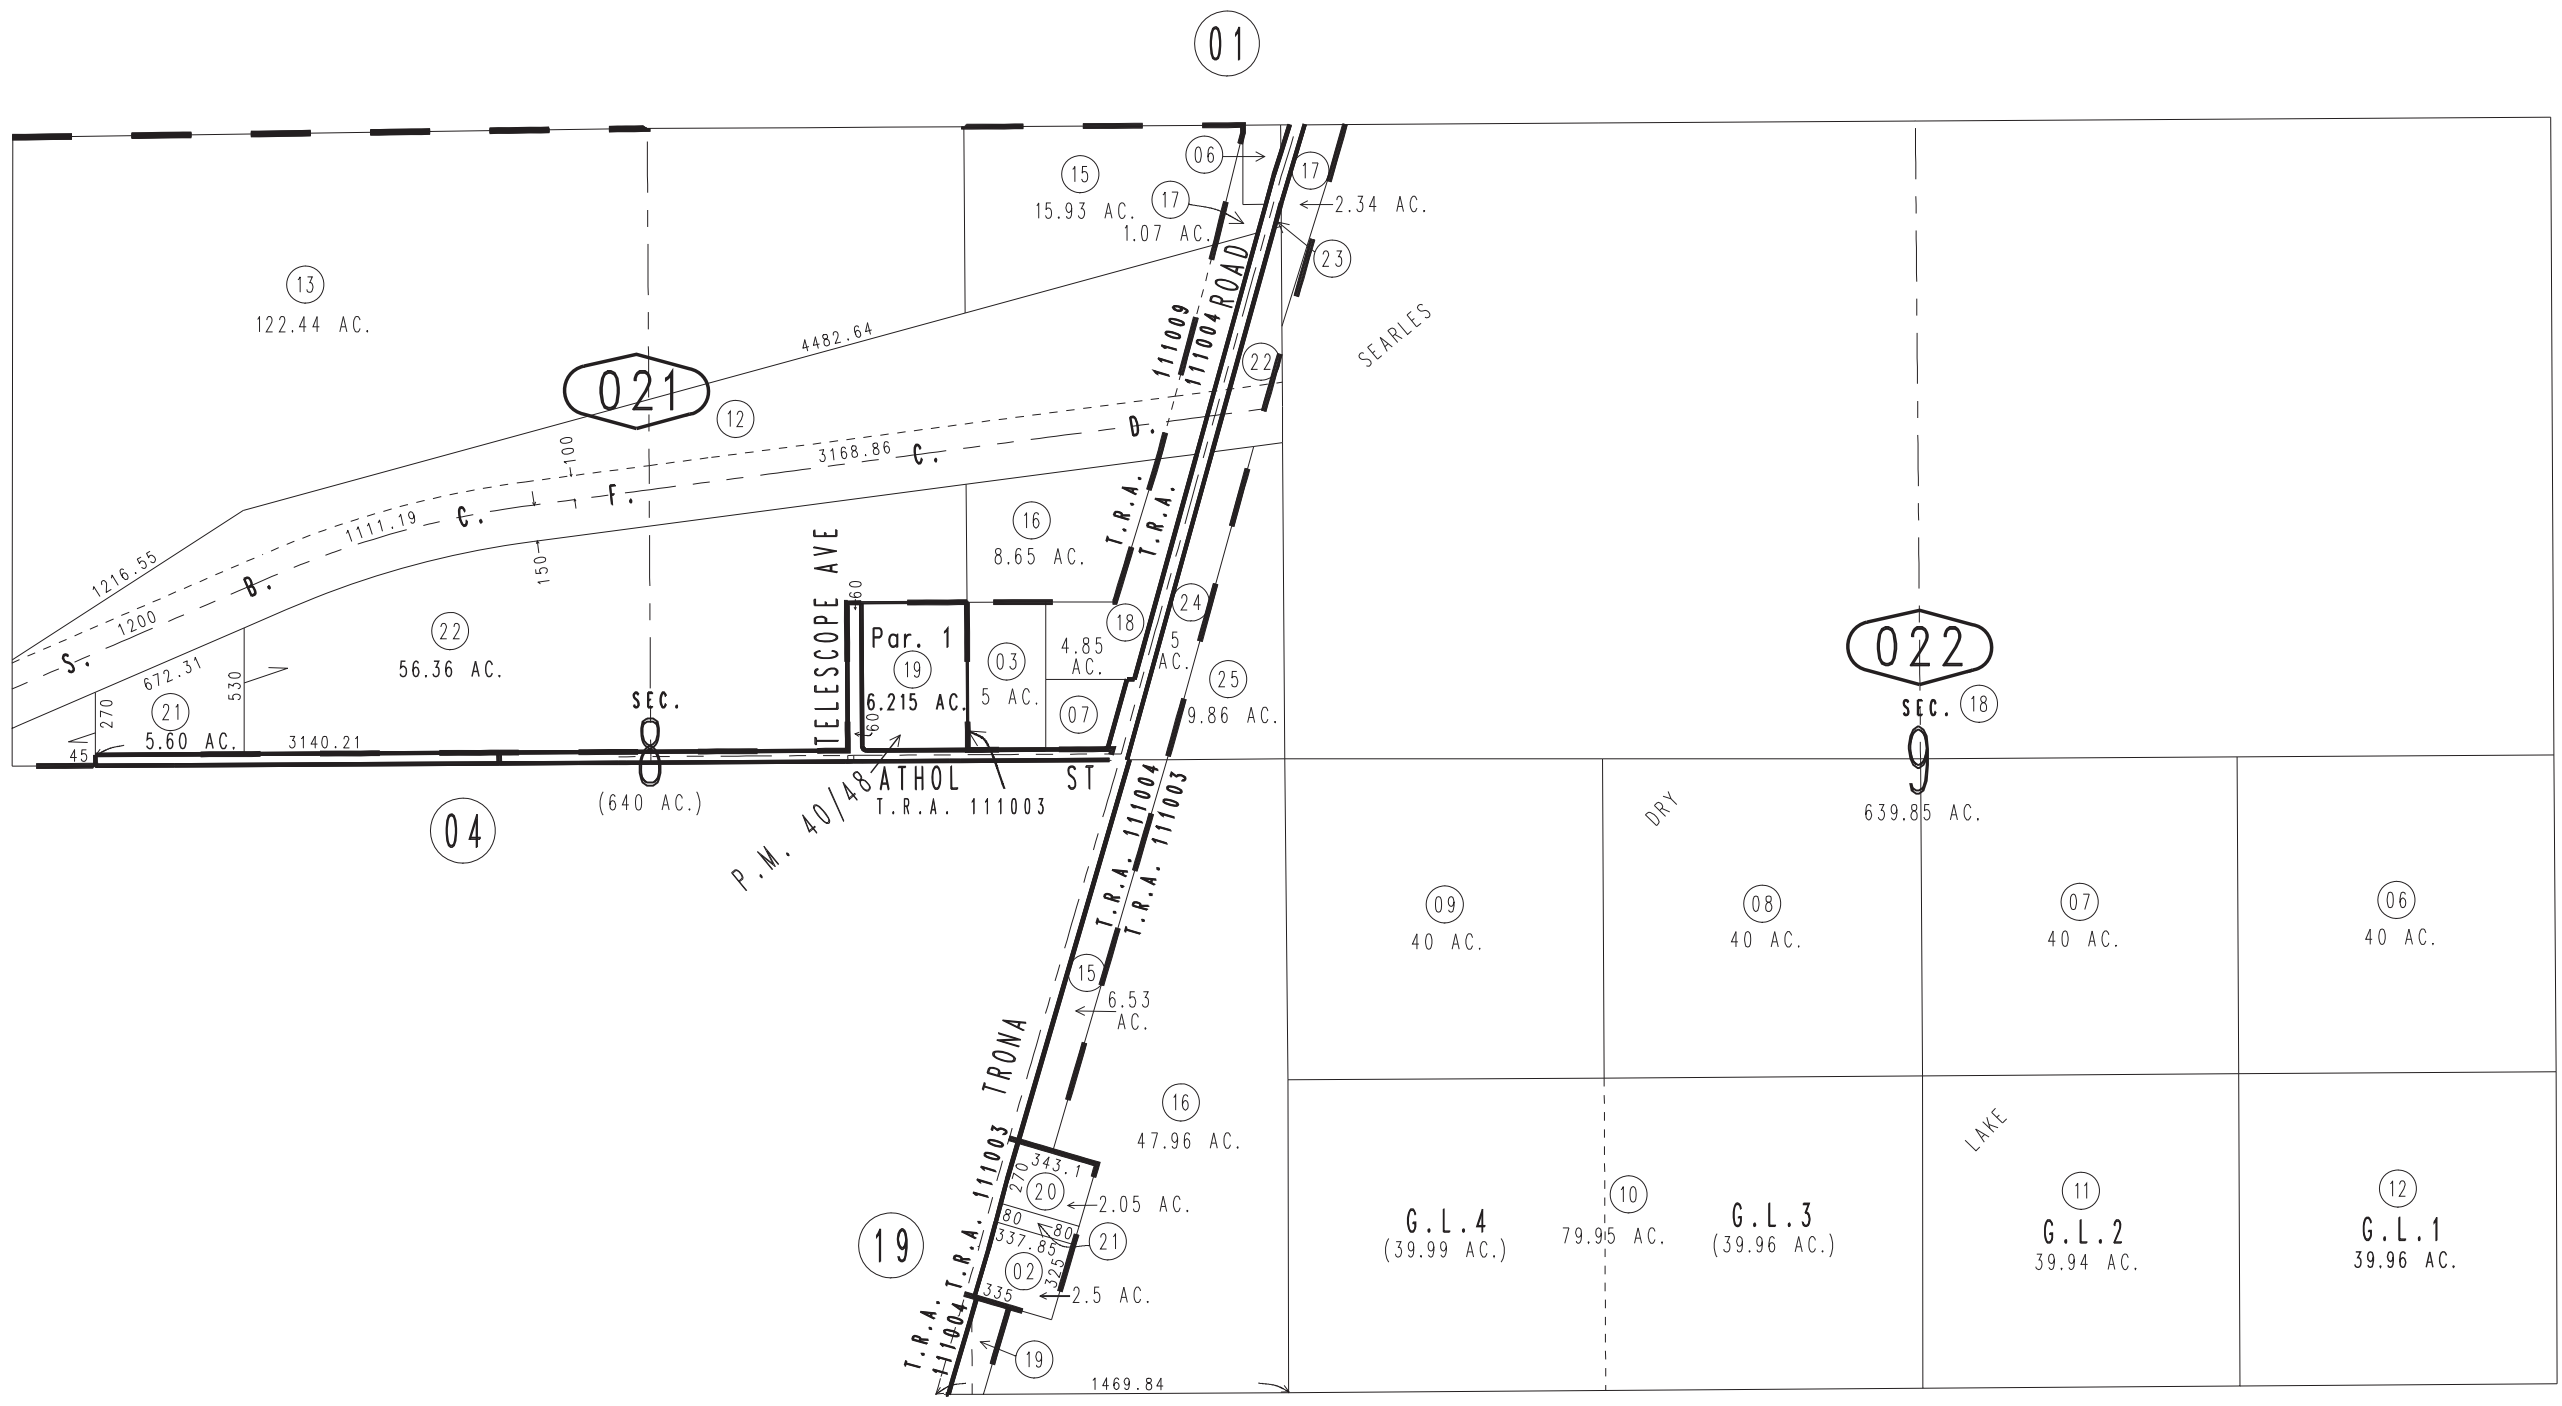 01
06
17
15
15.93 AC.
17
1.07 AC.
2.34 AC.
23
13
122.44 AC.
4482.64
021
12
111009
111004
ROAD
SEARLES
22
100
3168.86
S. B. C. F. C. D.
1111.19
1216.55
1200
150
672.31
16
8.65 AC.
T.R.A.
T.R.A.
TELESCOPE AVE
60
22
56.36 AC.
530
270
21
5.60 AC.
45
3140.21
SEC.
8
(640 AC.)
Par. 1
19
6.215 AC.
60
03
5 AC.
18
4.85
AC.
07
24
5
AC.
25
9.86 AC.
022
SEC.
18
9
639.85 AC.
ATHOL ST
T.R.A. 111003
P.M. 40/48
04
T.R.A. 111004
T.R.A. 111003
DRY
09
40 AC.
08
40 AC.
07
40 AC.
06
40 AC.
15
6.53
AC.
TRONA
16
47.96 AC.
LAKE
T.R.A. 111003
T.R.A.
111004
343.1
270
20
2.05 AC.
80
80
337.85
21
02
325
2.5 AC.
335
19
19
1469.84
G.L.4
(39.99 AC.)
10
79.95 AC.
G.L.3
(39.96 AC.)
11
G.L.2
39.94 AC.
12
G.L.1
39.96 AC.